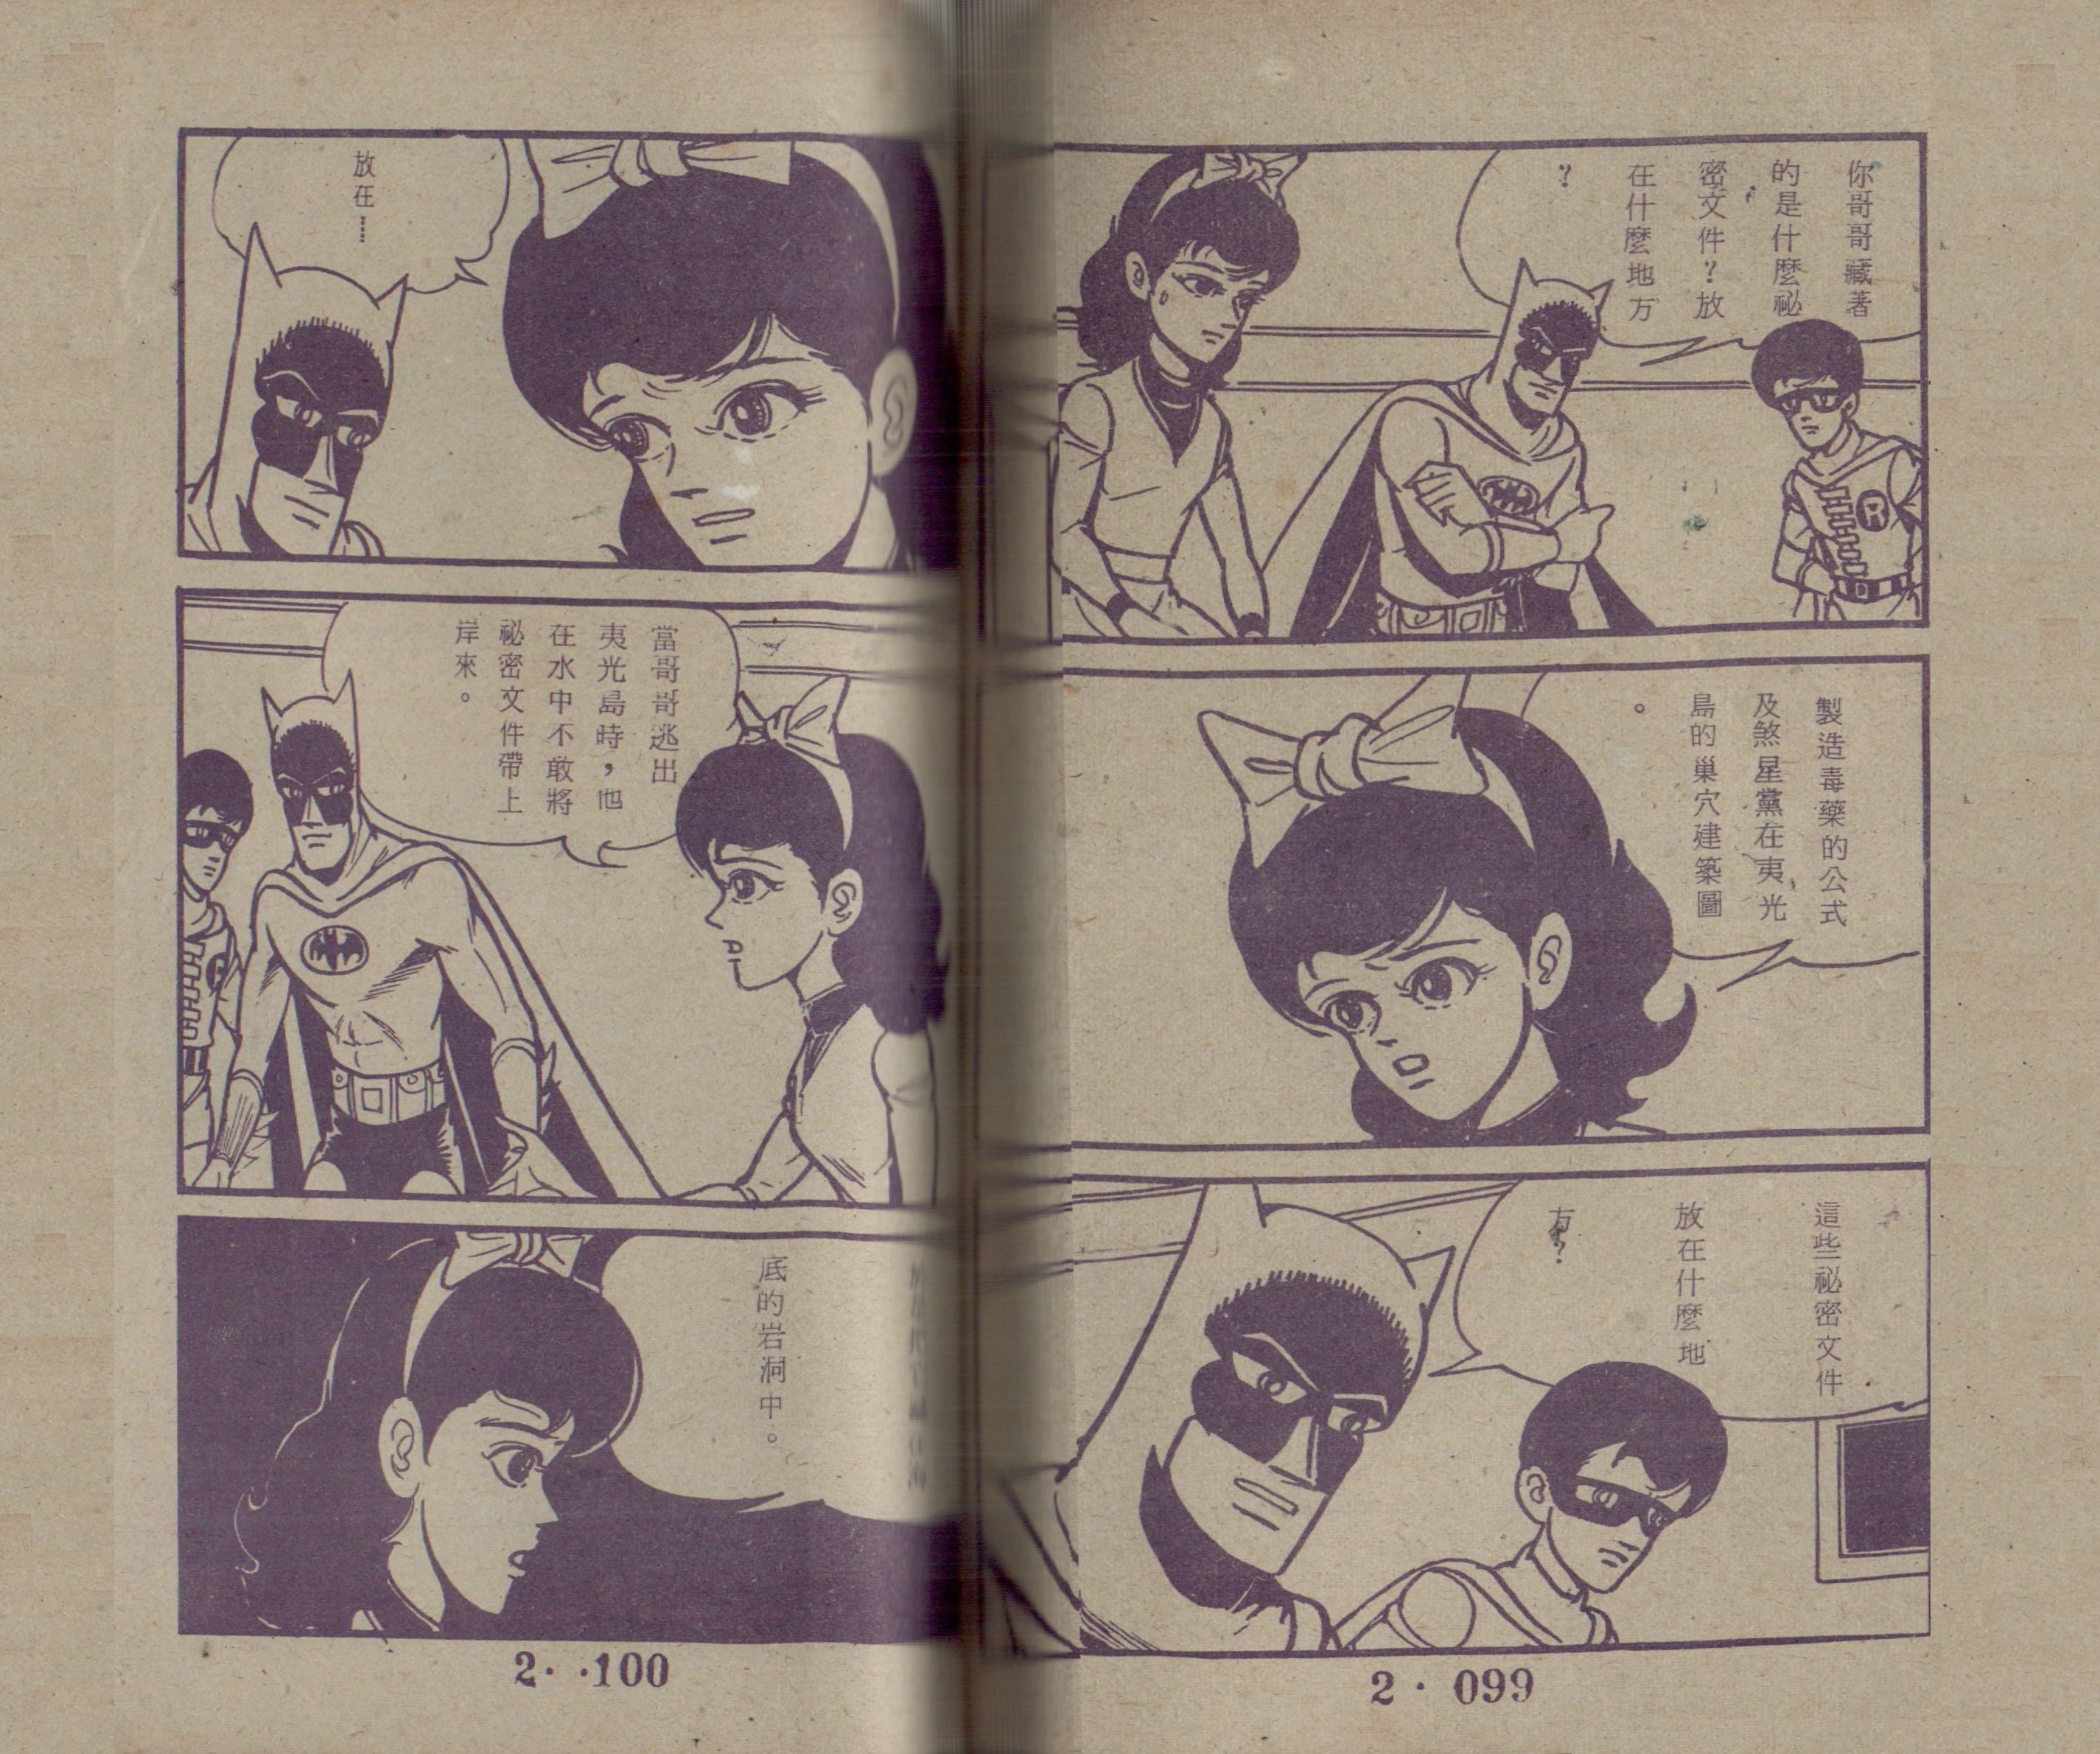 你哥哥藏著
的是什麼祕
密文件？放
在什麼地方
？
製造毒藥的公式
及煞星黨在夷光
島的巢穴建築圖
。
這些祕密文件
放在什麼地
方？
2·099
放在……
當哥哥逃出
夷光島時，他
在水中不敢將
祕密文件帶上
岸來。
底的岩洞中。
2··100
R